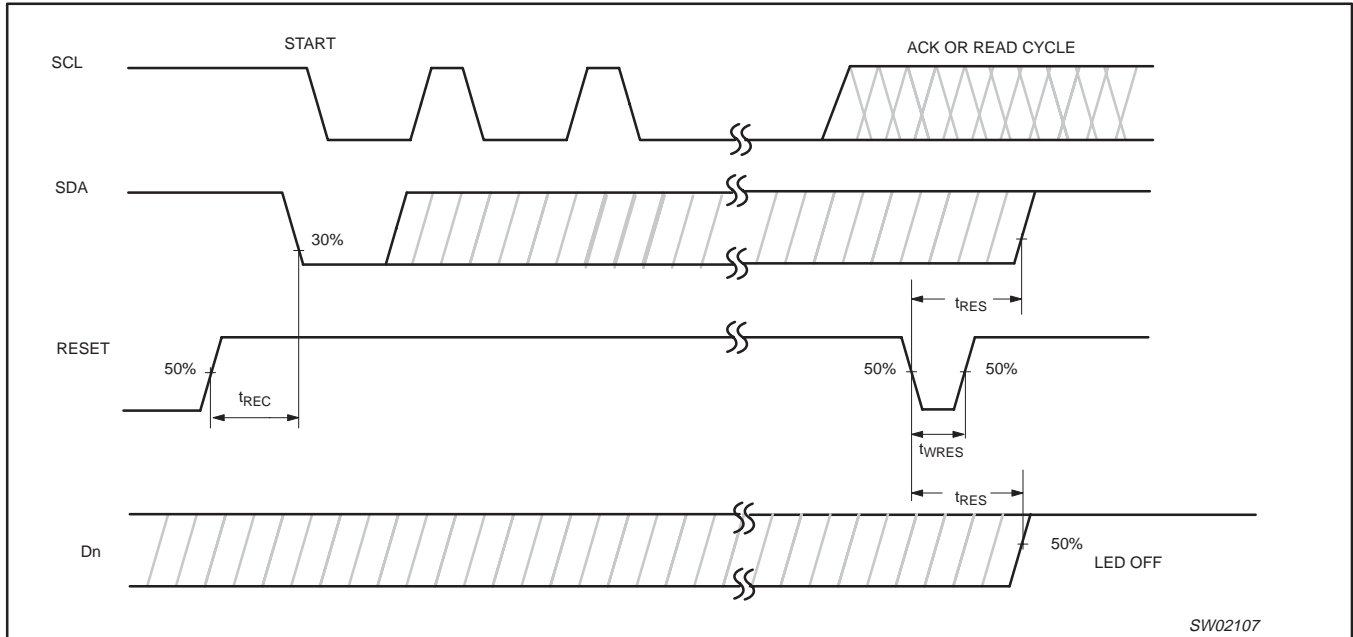 START
ACK OR READ CYCLE
SCL
SDA
30%
tRES
RESET
50%
50%
50%
tREC
tWRES
tRES
Dn
50%
LED OFF
SW02107